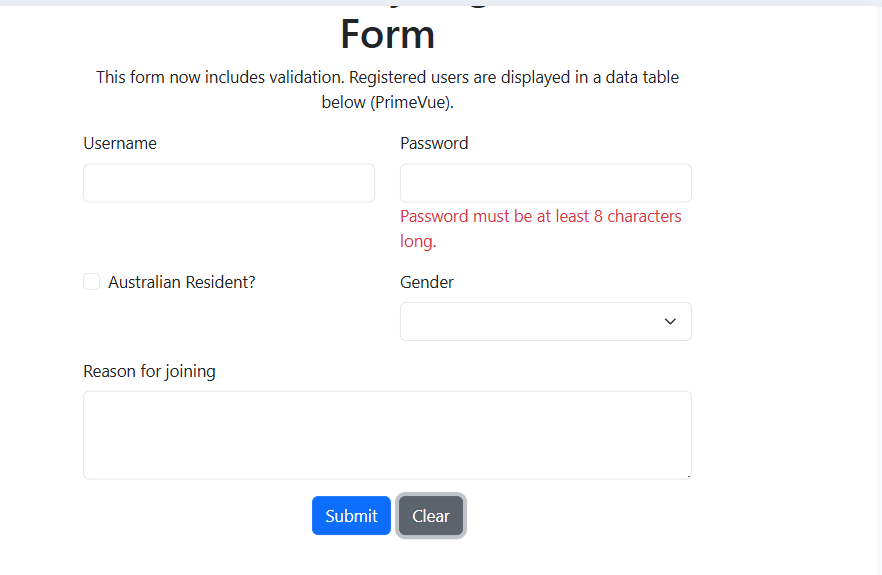 Form
This form now includes validation. Registered users are displayed in a data table
below (PrimeVue).
Username
Password
Password must be at least 8 characters
long.
Australian Resident?
Gender
Reason for joining
Submit
Clear